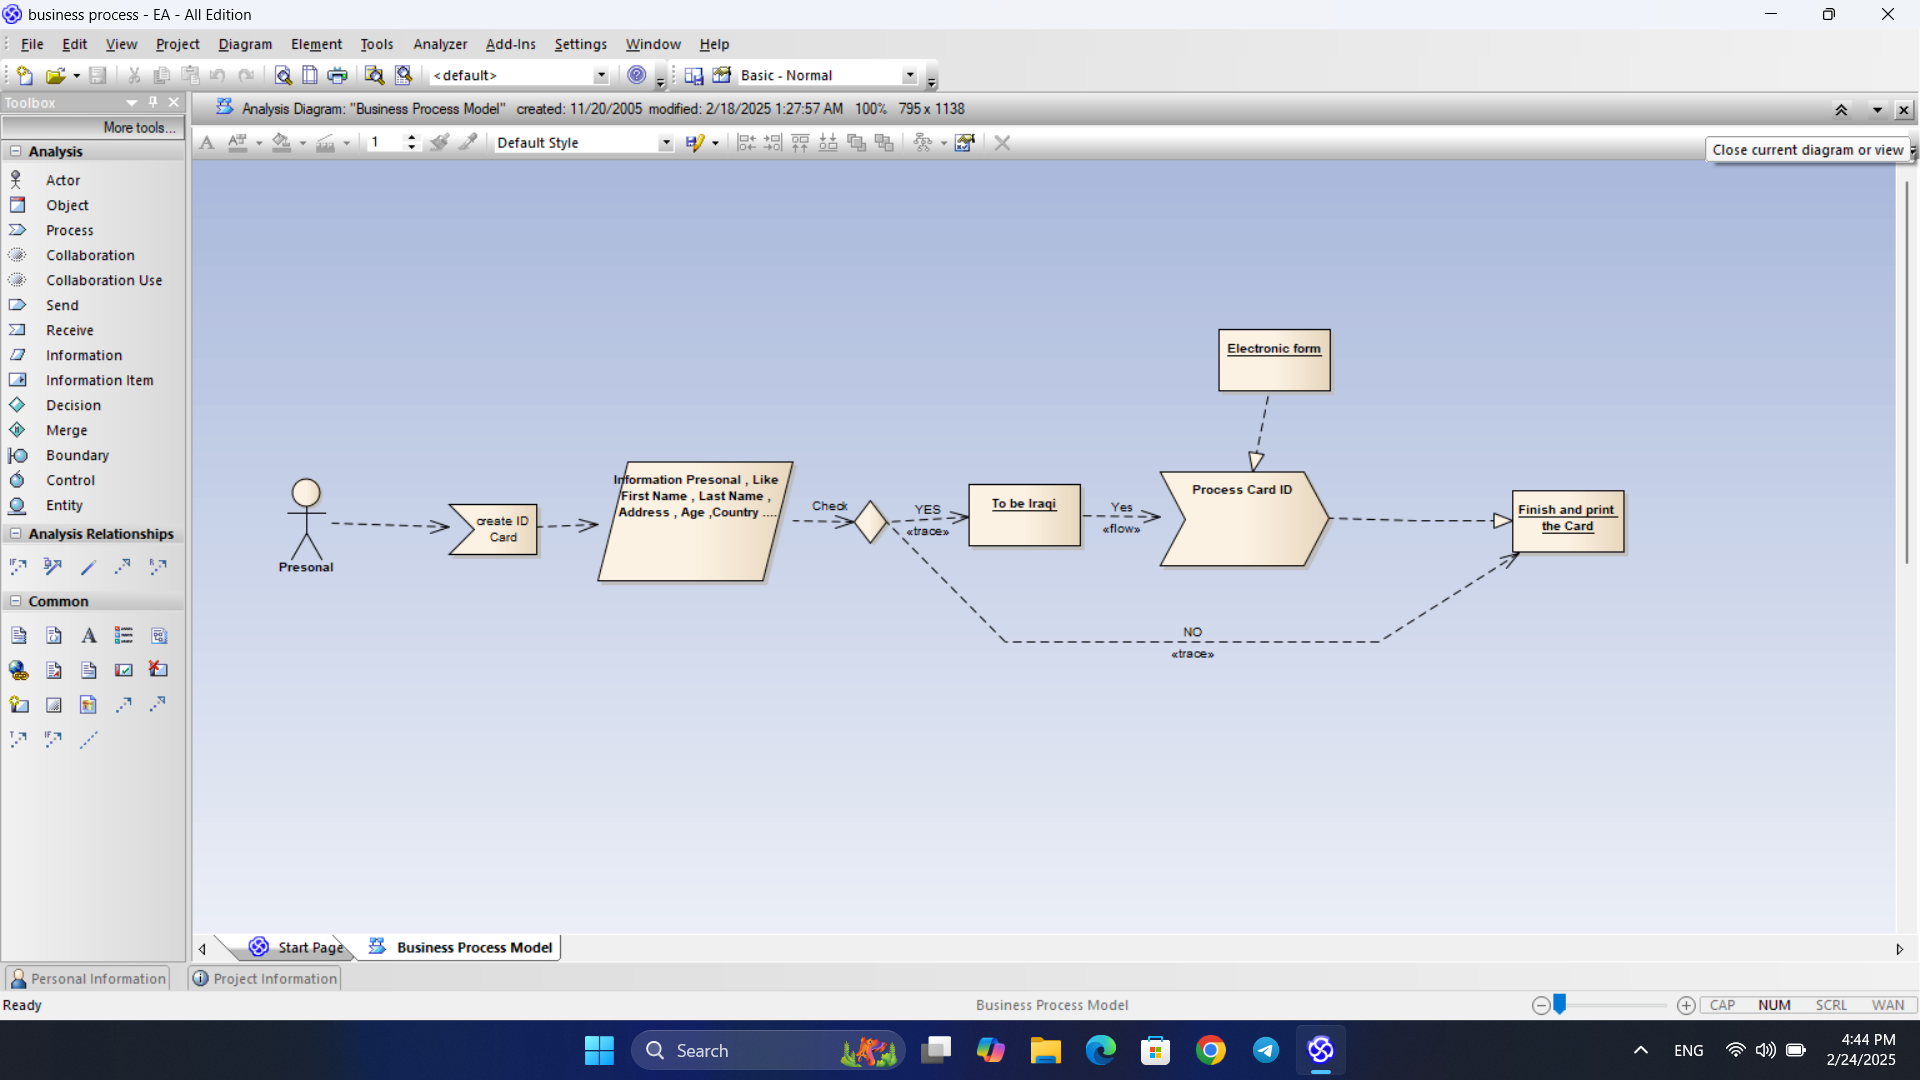 business process - EA - All Edition
File Edit View Project Diagram Element Tools Analyzer Add-Ins Settings Window Help
<default> Basic - Normal
Toolbox
Analysis Diagram: "Business Process Model" created: 11/20/2005 modified: 2/18/2025 1:27:57 AM 100% 795 x 1138
More tools...
1 Default Style
Close current diagram or view
Analysis
Actor
Object
Process
Collaboration
Collaboration Use
Send
Receive
Information
Information Item
Decision
Merge
Boundary
Control
Entity
Analysis Relationships
Common
Presonal
create ID
Card
Information Presonal , Like
First Name , Last Name ,
Address , Age ,Country ....
Check
YES
«trace»
To be Iraqi
Yes
«flow»
Electronic form
Process Card ID
Finish and print
the Card
NO
«trace»
Start Page Business Process Model
Personal Information Project Information
Ready Business Process Model CAP NUM SCRL WAN
Search
ENG
4:44 PM
2/24/2025